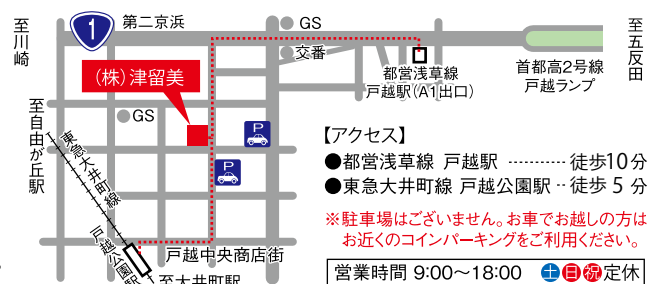 至川崎
1
第二京浜
GS
交番
都営浅草線
戸越駅(A1出口)
首都高2号線
戸越ランプ
至五反田
(株)津留美
GS
至自由が丘駅
東急大井町線
P
P
戸越公園駅
戸越中央商店街
至大井町駅
【アクセス】
●都営浅草線 戸越駅 ………… 徒歩10分
●東急大井町線 戸越公園駅 ‥ 徒歩 5 分
※駐車場はございません。お車でお越しの方は
お近くのコインパーキングをご利用ください。
営業時間 9:00〜18:00 土日祝定休